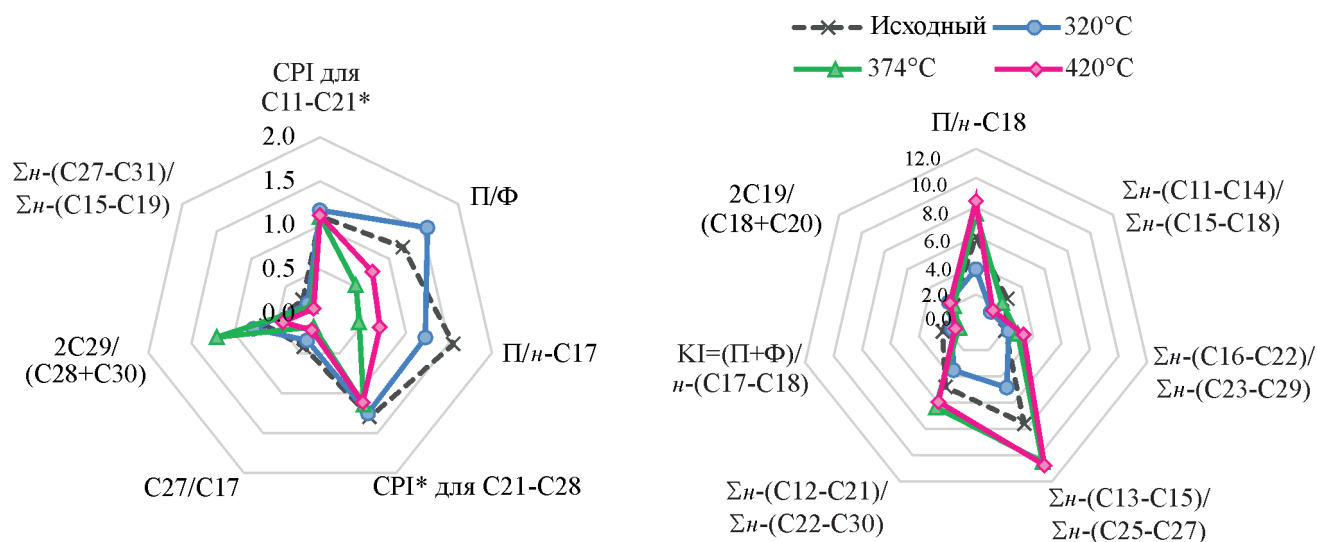 Исходный
320°C
374°C
420°C
CPI для
C11-C21*
2.0
1.5
1.0
0.5
0.0
П/Ф
П/н-C17
CPI* для C21-C28
C27/C17
2C29/
(C28+C30)
Σн-(C27-C31)/
Σн-(C15-C19)
П/н-C18
12.0
10.0
8.0
6.0
4.0
2.0
0.0
Σн-(C11-C14)/
Σн-(C15-C18)
Σн-(C16-C22)/
Σн-(C23-C29)
Σн-(C13-C15)/
Σн-(C25-C27)
Σн-(C12-C21)/
Σн-(C22-C30)
KI=(П+Ф)/
н-(C17-C18)
2C19/
(C18+C20)